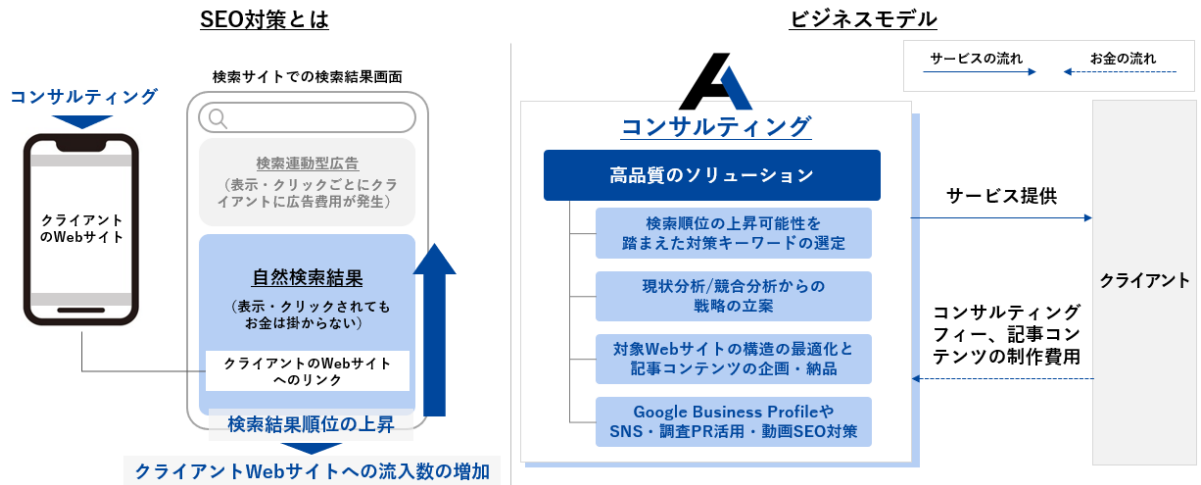 SEO対策とは
コンサルティング
クライアント
のWebサイト
検索サイトでの検索結果画面
検索連動型広告
（表示・クリックごとにクラ
イアントに広告費用が発生）
自然検索結果
（表示・クリックされても
お金は掛からない）
クライアントのWebサイト
へのリンク
検索結果順位の上昇
クライアントWebサイトへの流入数の増加
ビジネスモデル
サービスの流れ
お金の流れ
コンサルティング
高品質のソリューション
検索順位の上昇可能性を
踏まえた対策キーワードの選定
現状分析/競合分析からの
戦略の立案
対象Webサイトの構造の最適化と
記事コンテンツの企画・納品
Google Business Profileや
SNS・調査PR活用・動画SEO対策
サービス提供
コンサルティング
フィー、記事コン
テンツの制作費用
クライアント